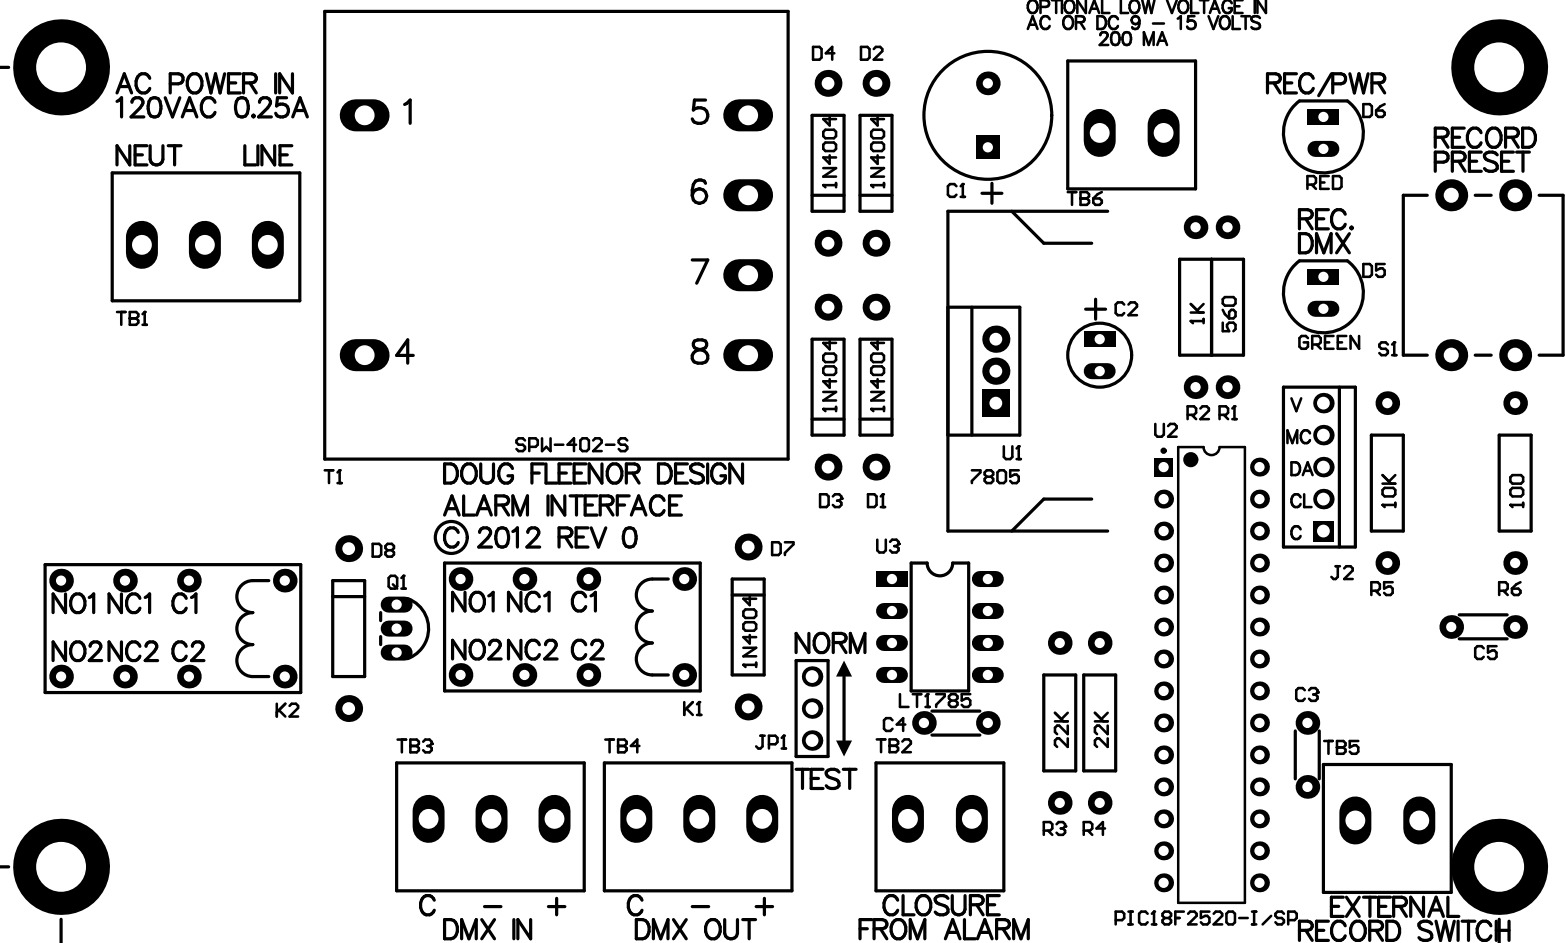 OPTIONAL LOW VOLTAGE IN
AC OR DC 9 - 15 VOLTS
200 MA
AC POWER IN
120VAC 0.25A
NEUT LINE
TB1
1
4
5
6
7
8
SPW-402-S
T1
DOUG FLEENOR DESIGN
ALARM INTERFACE
© 2012 REV 0
D4 D2
1N4004 1N4004
1N4004 1N4004
D3 D1
C1 +
TB6
+ C2
U1
7805
REC/PWR
D6
RED
REC.
DMX
D5
GREEN
RECORD
PRESET
S1
1K 560
R2 R1
U2
V
MC
DA
CL
C
J2
10K
R5
100
R6
C5
D8
Q1
NO1 NC1 C1
NO2 NC2 C2
K2
NO1 NC1 C1
NO2 NC2 C2
K1
D7
1N4004
NORM
JP1
TEST
U3
LT1785
C4
22K 22K
R3 R4
C3
TB3
C - +
DMX IN
TB4
C - +
DMX OUT
TB2
CLOSURE
FROM ALARM
PIC18F2520-I/SP
TB5
EXTERNAL
RECORD SWITCH